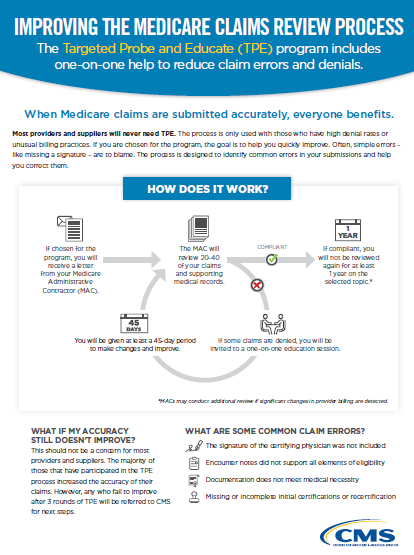 IMPROVING THE MEDICARE CLAIMS REVIEW PROCESS
The Targeted Probe and Educate (TPE) program includes
one-on-one help to reduce claim errors and denials.
When Medicare claims are submitted accurately, everyone benefits.
Most providers and suppliers will never need TPE. The process is only used with those who have high denial rates or
unusual billing practices. If you are chosen for the program, the goal is to help you quickly improve. Often, simple errors –
like missing a signature – are to blame. The process is designed to identify common errors in your submissions and help
you correct them.
HOW DOES IT WORK?
If chosen for the
program, you will
receive a letter
from your Medicare
Administrative
Contractor (MAC).
The MAC will
review 20-40
of your claims
and supporting
medical records.
COMPLIANT
1
YEAR
If compliant, you
will not be reviewed
again for at least
1 year on the
selected topic.*
45
DAYS
You will be given at least a 45-day period
to make changes and improve.
If some claims are denied, you will be
invited to a one-on-one education session.
*MACs may conduct additional review if significant changes in provider billing are detected.
WHAT IF MY ACCURACY
STILL DOESN'T IMPROVE?
This should not be a concern for most
providers and suppliers. The majority of
those that have participated in the TPE
process increased the accuracy of their
claims. However, any who fail to improve
after 3 rounds of TPE will be referred to CMS
for next steps.
WHAT ARE SOME COMMON CLAIM ERRORS?
The signature of the certifying physician was not included
Encounter notes did not support all elements of eligibility
Documentation does not meet medical necessity
Missing or incomplete initial certifications or recertification
CMS
CENTERS FOR MEDICARE & MEDICAID SERVICES